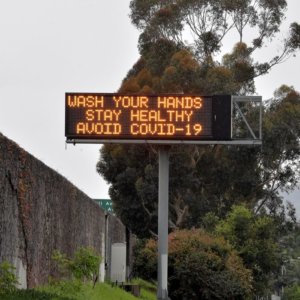 WASH YOUR HANDS
STAY HEALTHY
AVOID COVID-19